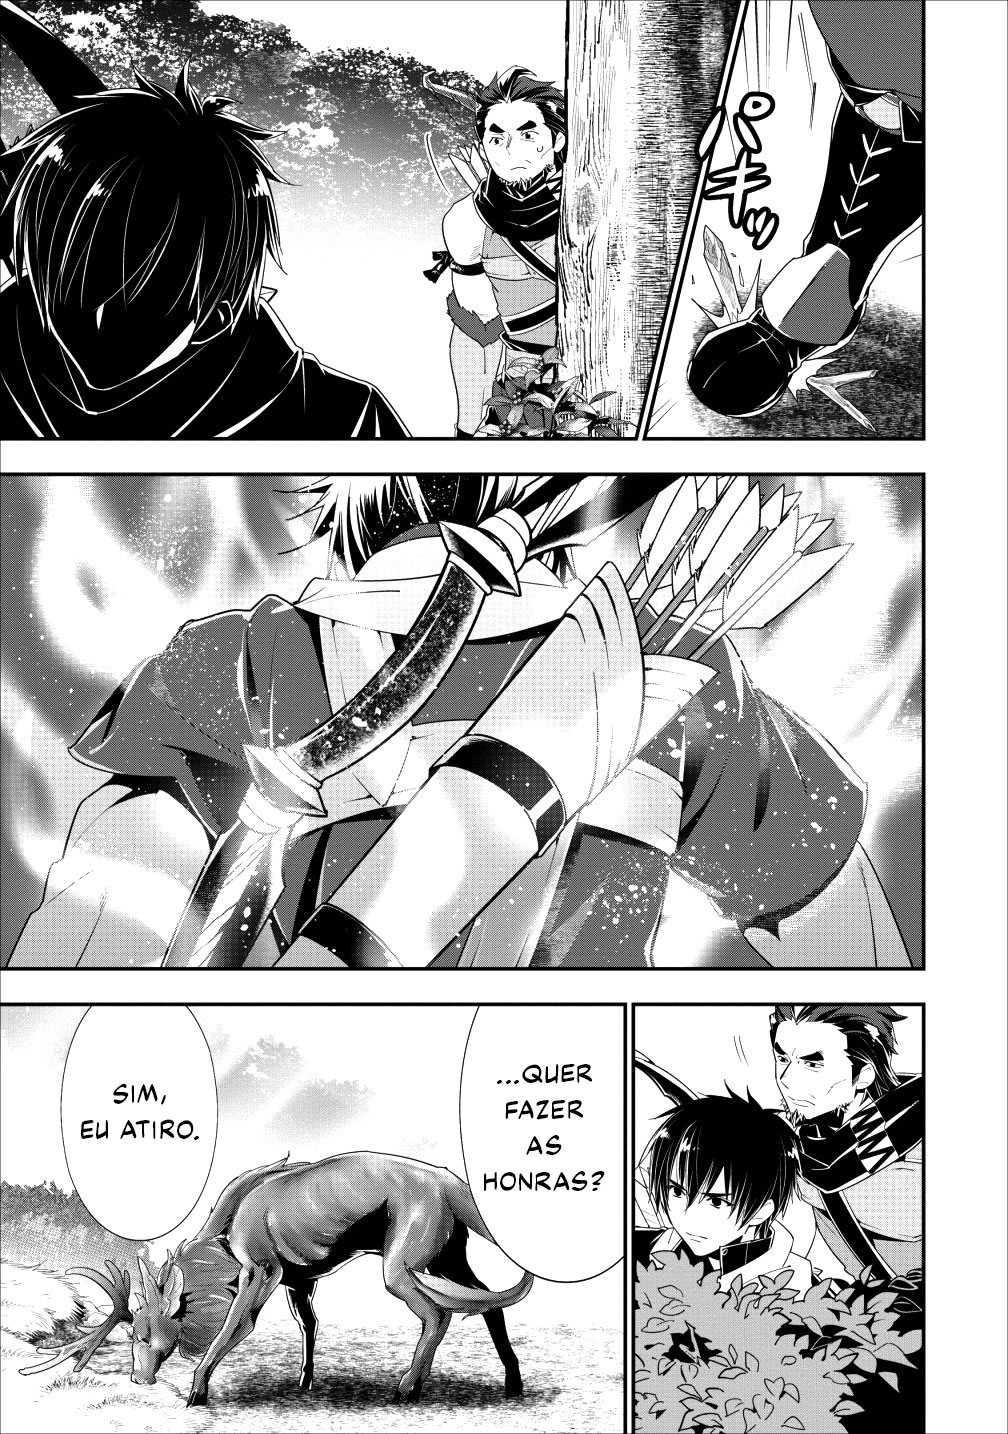 パキッ
...QUER
FAZER
AS
HONRAS?
SIM,
EU ATIRO.